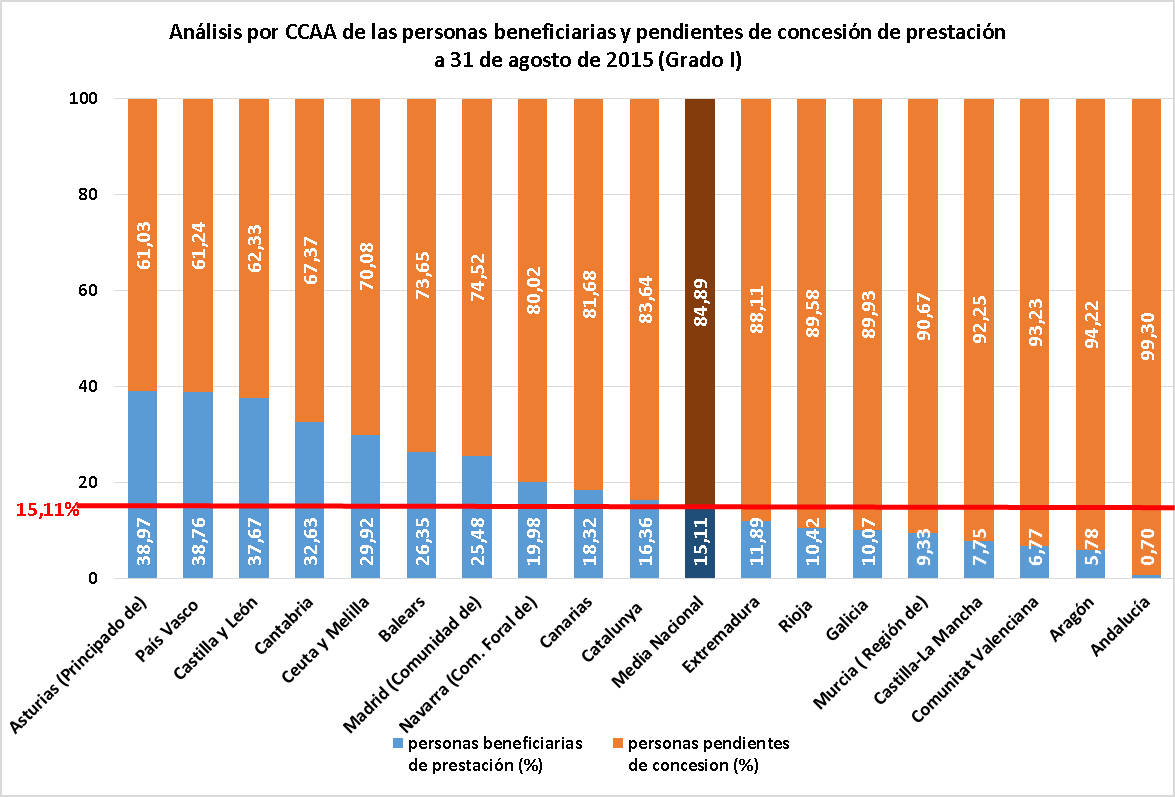 Análisis por CCAA de las personas beneficiarias y pendientes de concesión de prestación
a 31 de agosto de 2015 (Grado I)
100
80
60
40
20
0
15,11%
61,03
61,24
62,33
67,37
70,08
73,65
74,52
80,02
81,68
83,64
84,89
88,11
89,58
89,93
90,67
92,25
93,23
94,22
99,30
38,97
38,76
37,67
32,63
29,92
26,35
25,48
19,98
18,32
16,36
15,11
11,89
10,42
10,07
9,33
7,75
6,77
5,78
0,70
Asturias (Principado de)
País Vasco
Castilla y León
Cantabria
Ceuta y Melilla
Balears
Madrid (Comunidad de)
Navarra (Com. Foral de)
Canarias
Catalunya
Media Nacional
Extremadura
Rioja
Galicia
Murcia ( Región de)
Castilla-La Mancha
Comunitat Valenciana
Aragón
Andalucía
personas beneficiarias
de prestación (%)
personas pendientes
de concesion (%)